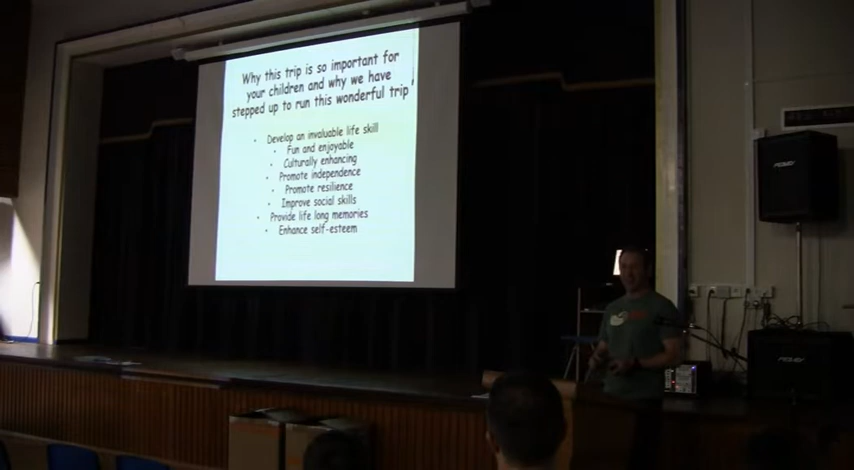 Why this trip is so important for
your children and why we have
stepped up to run this wonderful trip
• Develop an invaluable life skill
• Fun and enjoyable
• Culturally enhancing
• Promote independence
• Promote resilience
• Improve social skills
• Provide life long memories
• Enhance self-esteem
PEAVEY
PEAVEY